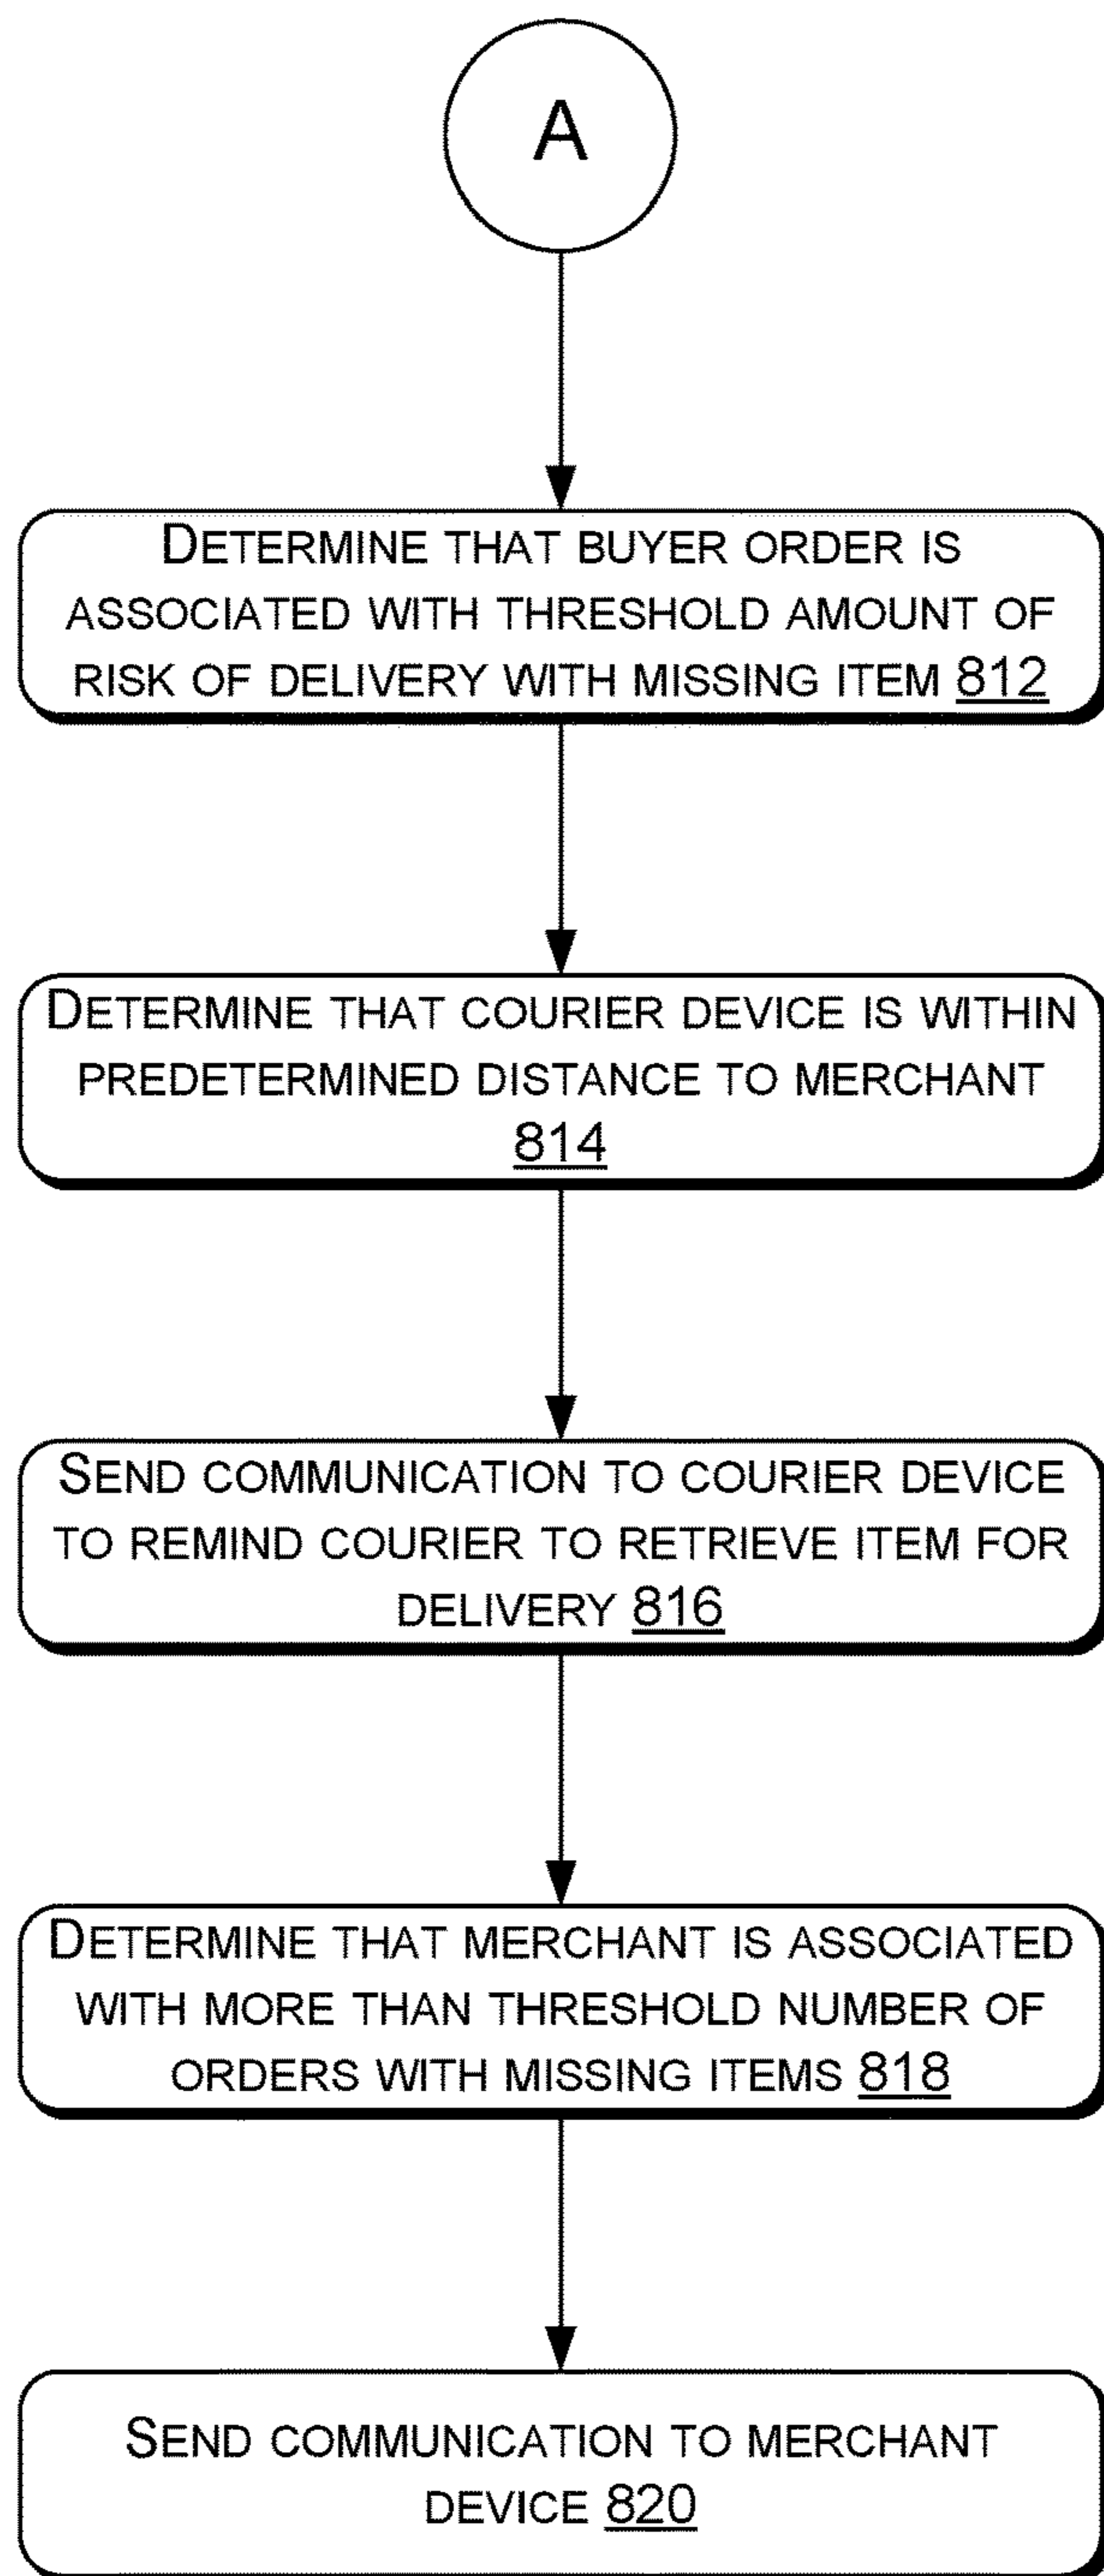 A
DETERMINE THAT BUYER ORDER IS
ASSOCIATED WITH THRESHOLD AMOUNT OF
RISK OF DELIVERY WITH MISSING ITEM 812
DETERMINE THAT COURIER DEVICE IS WITHIN
PREDETERMINED DISTANCE TO MERCHANT
814
SEND COMMUNICATION TO COURIER DEVICE
TO REMIND COURIER TO RETRIEVE ITEM FOR
DELIVERY 816
DETERMINE THAT MERCHANT IS ASSOCIATED
WITH MORE THAN THRESHOLD NUMBER OF
ORDERS WITH MISSING ITEMS 818
SEND COMMUNICATION TO MERCHANT
DEVICE 820